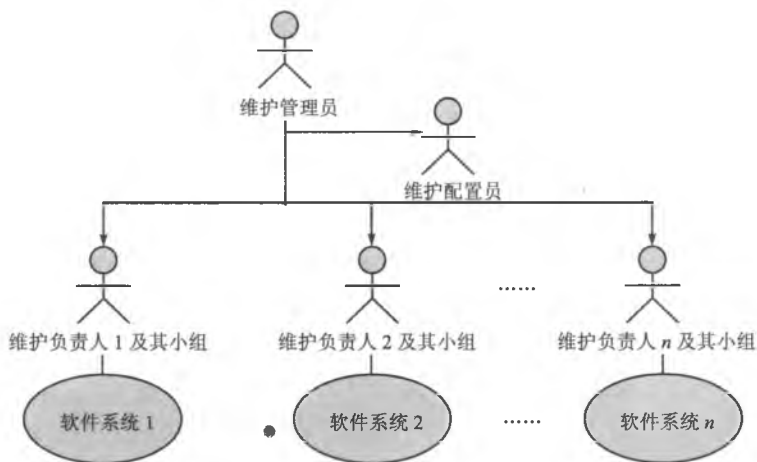 维护管理员
维护配置员
……
维护负责人 1 及其小组 维护负责人 2 及其小组 维护负责人 n 及其小组
软件系统 1 软件系统 2 …… 软件系统 n